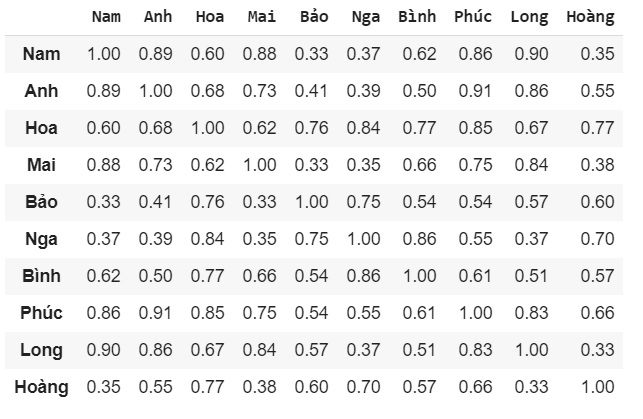 Nam Anh Hoa Mai Bảo Nga Bình Phúc Long Hoàng
Nam 1.00 0.89 0.60 0.88 0.33 0.37 0.62 0.86 0.90 0.35
Anh 0.89 1.00 0.68 0.73 0.41 0.39 0.50 0.91 0.86 0.55
Hoa 0.60 0.68 1.00 0.62 0.76 0.84 0.77 0.85 0.67 0.77
Mai 0.88 0.73 0.62 1.00 0.33 0.35 0.66 0.75 0.84 0.38
Bảo 0.33 0.41 0.76 0.33 1.00 0.75 0.54 0.54 0.57 0.60
Nga 0.37 0.39 0.84 0.35 0.75 1.00 0.86 0.55 0.37 0.70
Bình 0.62 0.50 0.77 0.66 0.54 0.86 1.00 0.61 0.51 0.57
Phúc 0.86 0.91 0.85 0.75 0.54 0.55 0.61 1.00 0.83 0.66
Long 0.90 0.86 0.67 0.84 0.57 0.37 0.51 0.83 1.00 0.33
Hoàng 0.35 0.55 0.77 0.38 0.60 0.70 0.57 0.66 0.33 1.00